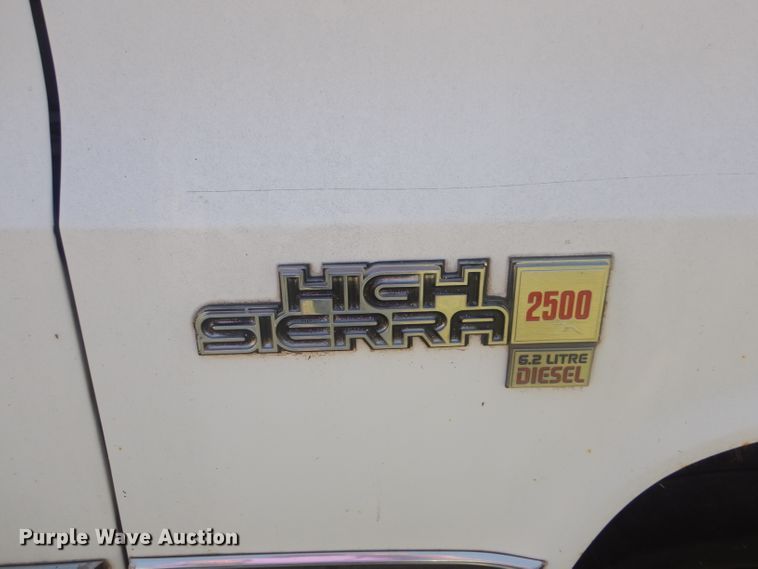 HIGH
SIERRA
2500
6.2 LITRE
DIESEL
Purple Wave Auction